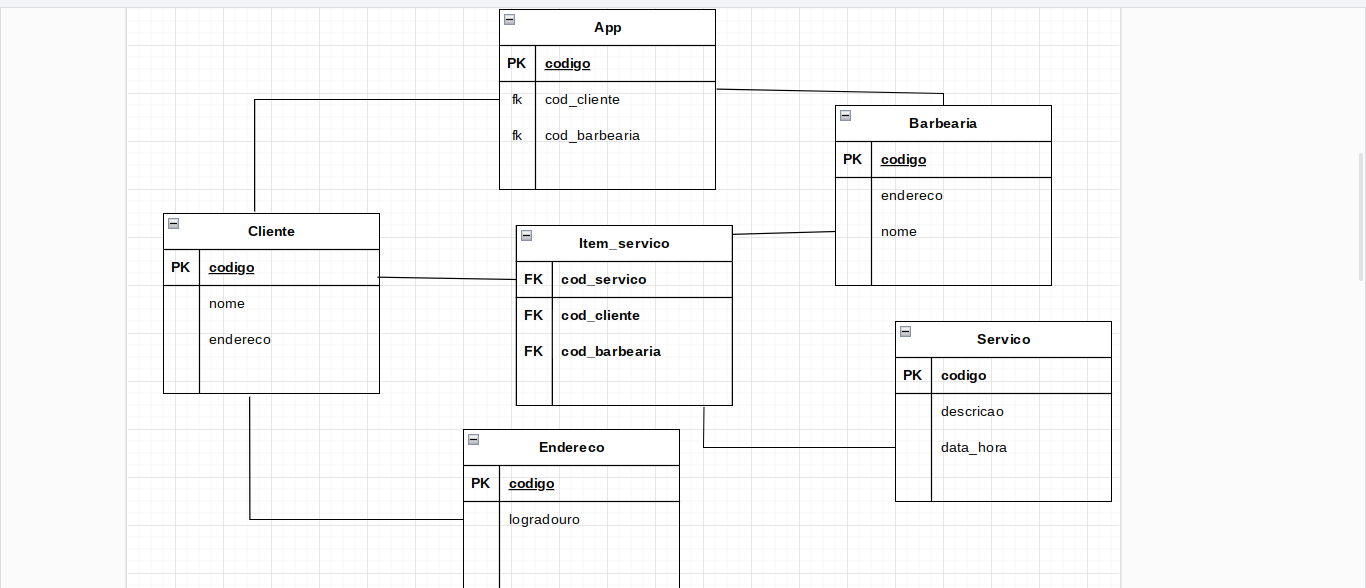 App
PK codigo
fk cod_cliente
fk cod_barbearia
Barbearia
PK codigo
endereco
nome
Cliente
PK codigo
nome
endereco
Item_servico
FK cod_servico
FK cod_cliente
FK cod_barbearia
Servico
PK codigo
descricao
data_hora
Endereco
PK codigo
logradouro